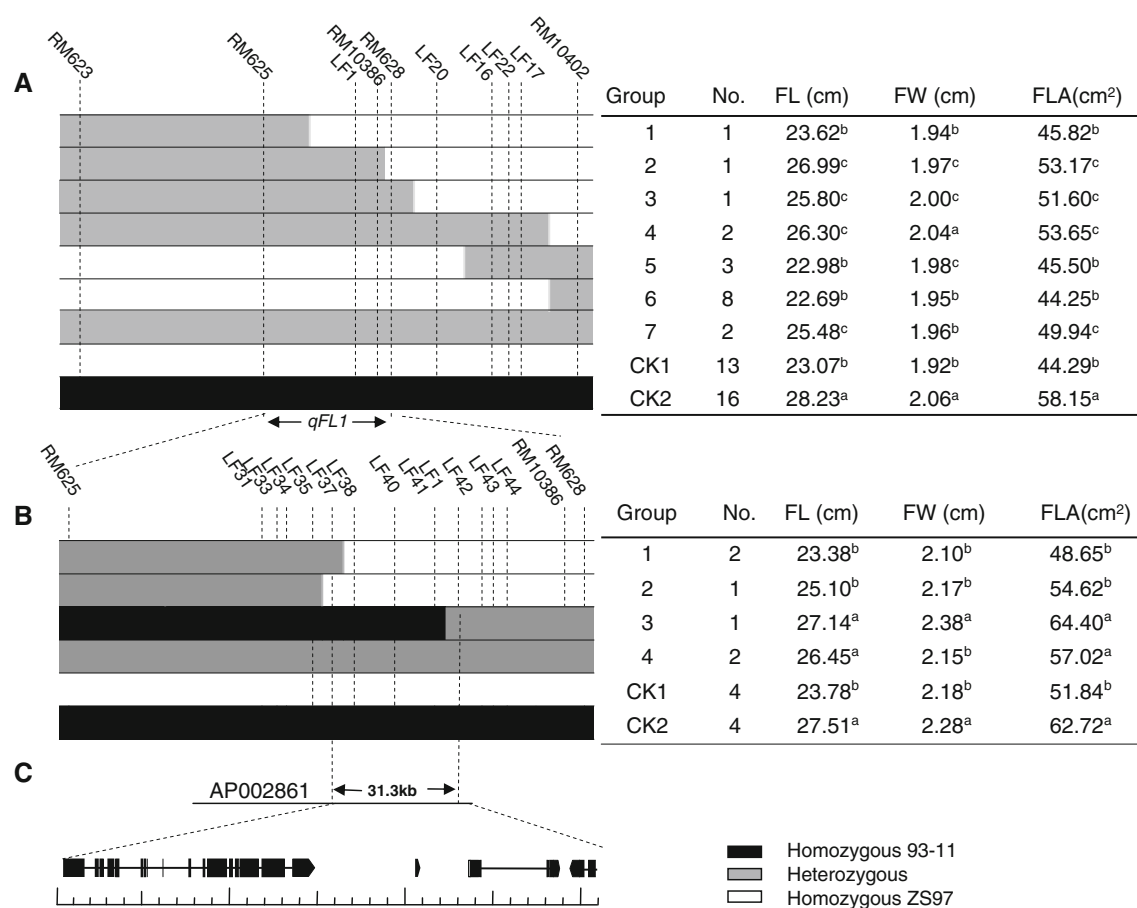 A
RM623
RM625
LF1
RM10386
RM628
LF20
LF16
LF22
LF17
RM10402
Group No. FL (cm) FW (cm) FLA(cm²)
1 1 23.62ᵇ 1.94ᵇ 45.82ᵇ
2 1 26.99ᶜ 1.97ᶜ 53.17ᶜ
3 1 25.80ᶜ 2.00ᶜ 51.60ᶜ
4 2 26.30ᶜ 2.04ᵃ 53.65ᶜ
5 3 22.98ᵇ 1.98ᶜ 45.50ᵇ
6 8 22.69ᵇ 1.95ᵇ 44.25ᵇ
7 2 25.48ᶜ 1.96ᵇ 49.94ᶜ
CK1 13 23.07ᵇ 1.92ᵇ 44.29ᵇ
CK2 16 28.23ᵃ 2.06ᵃ 58.15ᵃ
qFL1
B
RM625
LF31
LF33
LF34
LF35
LF37
LF38
LF40
LF41
LF1
LF42
LF43
LF44
RM10386
RM628
Group No. FL (cm) FW (cm) FLA(cm²)
1 2 23.38ᵇ 2.10ᵇ 48.65ᵇ
2 1 25.10ᵇ 2.17ᵇ 54.62ᵇ
3 1 27.14ᵃ 2.38ᵃ 64.40ᵃ
4 2 26.45ᵃ 2.15ᵇ 57.02ᵃ
CK1 4 23.78ᵇ 2.18ᵇ 51.84ᵇ
CK2 4 27.51ᵃ 2.28ᵃ 62.72ᵃ
C
AP002861
31.3kb
Homozygous 93-11
Heterozygous
Homozygous ZS97